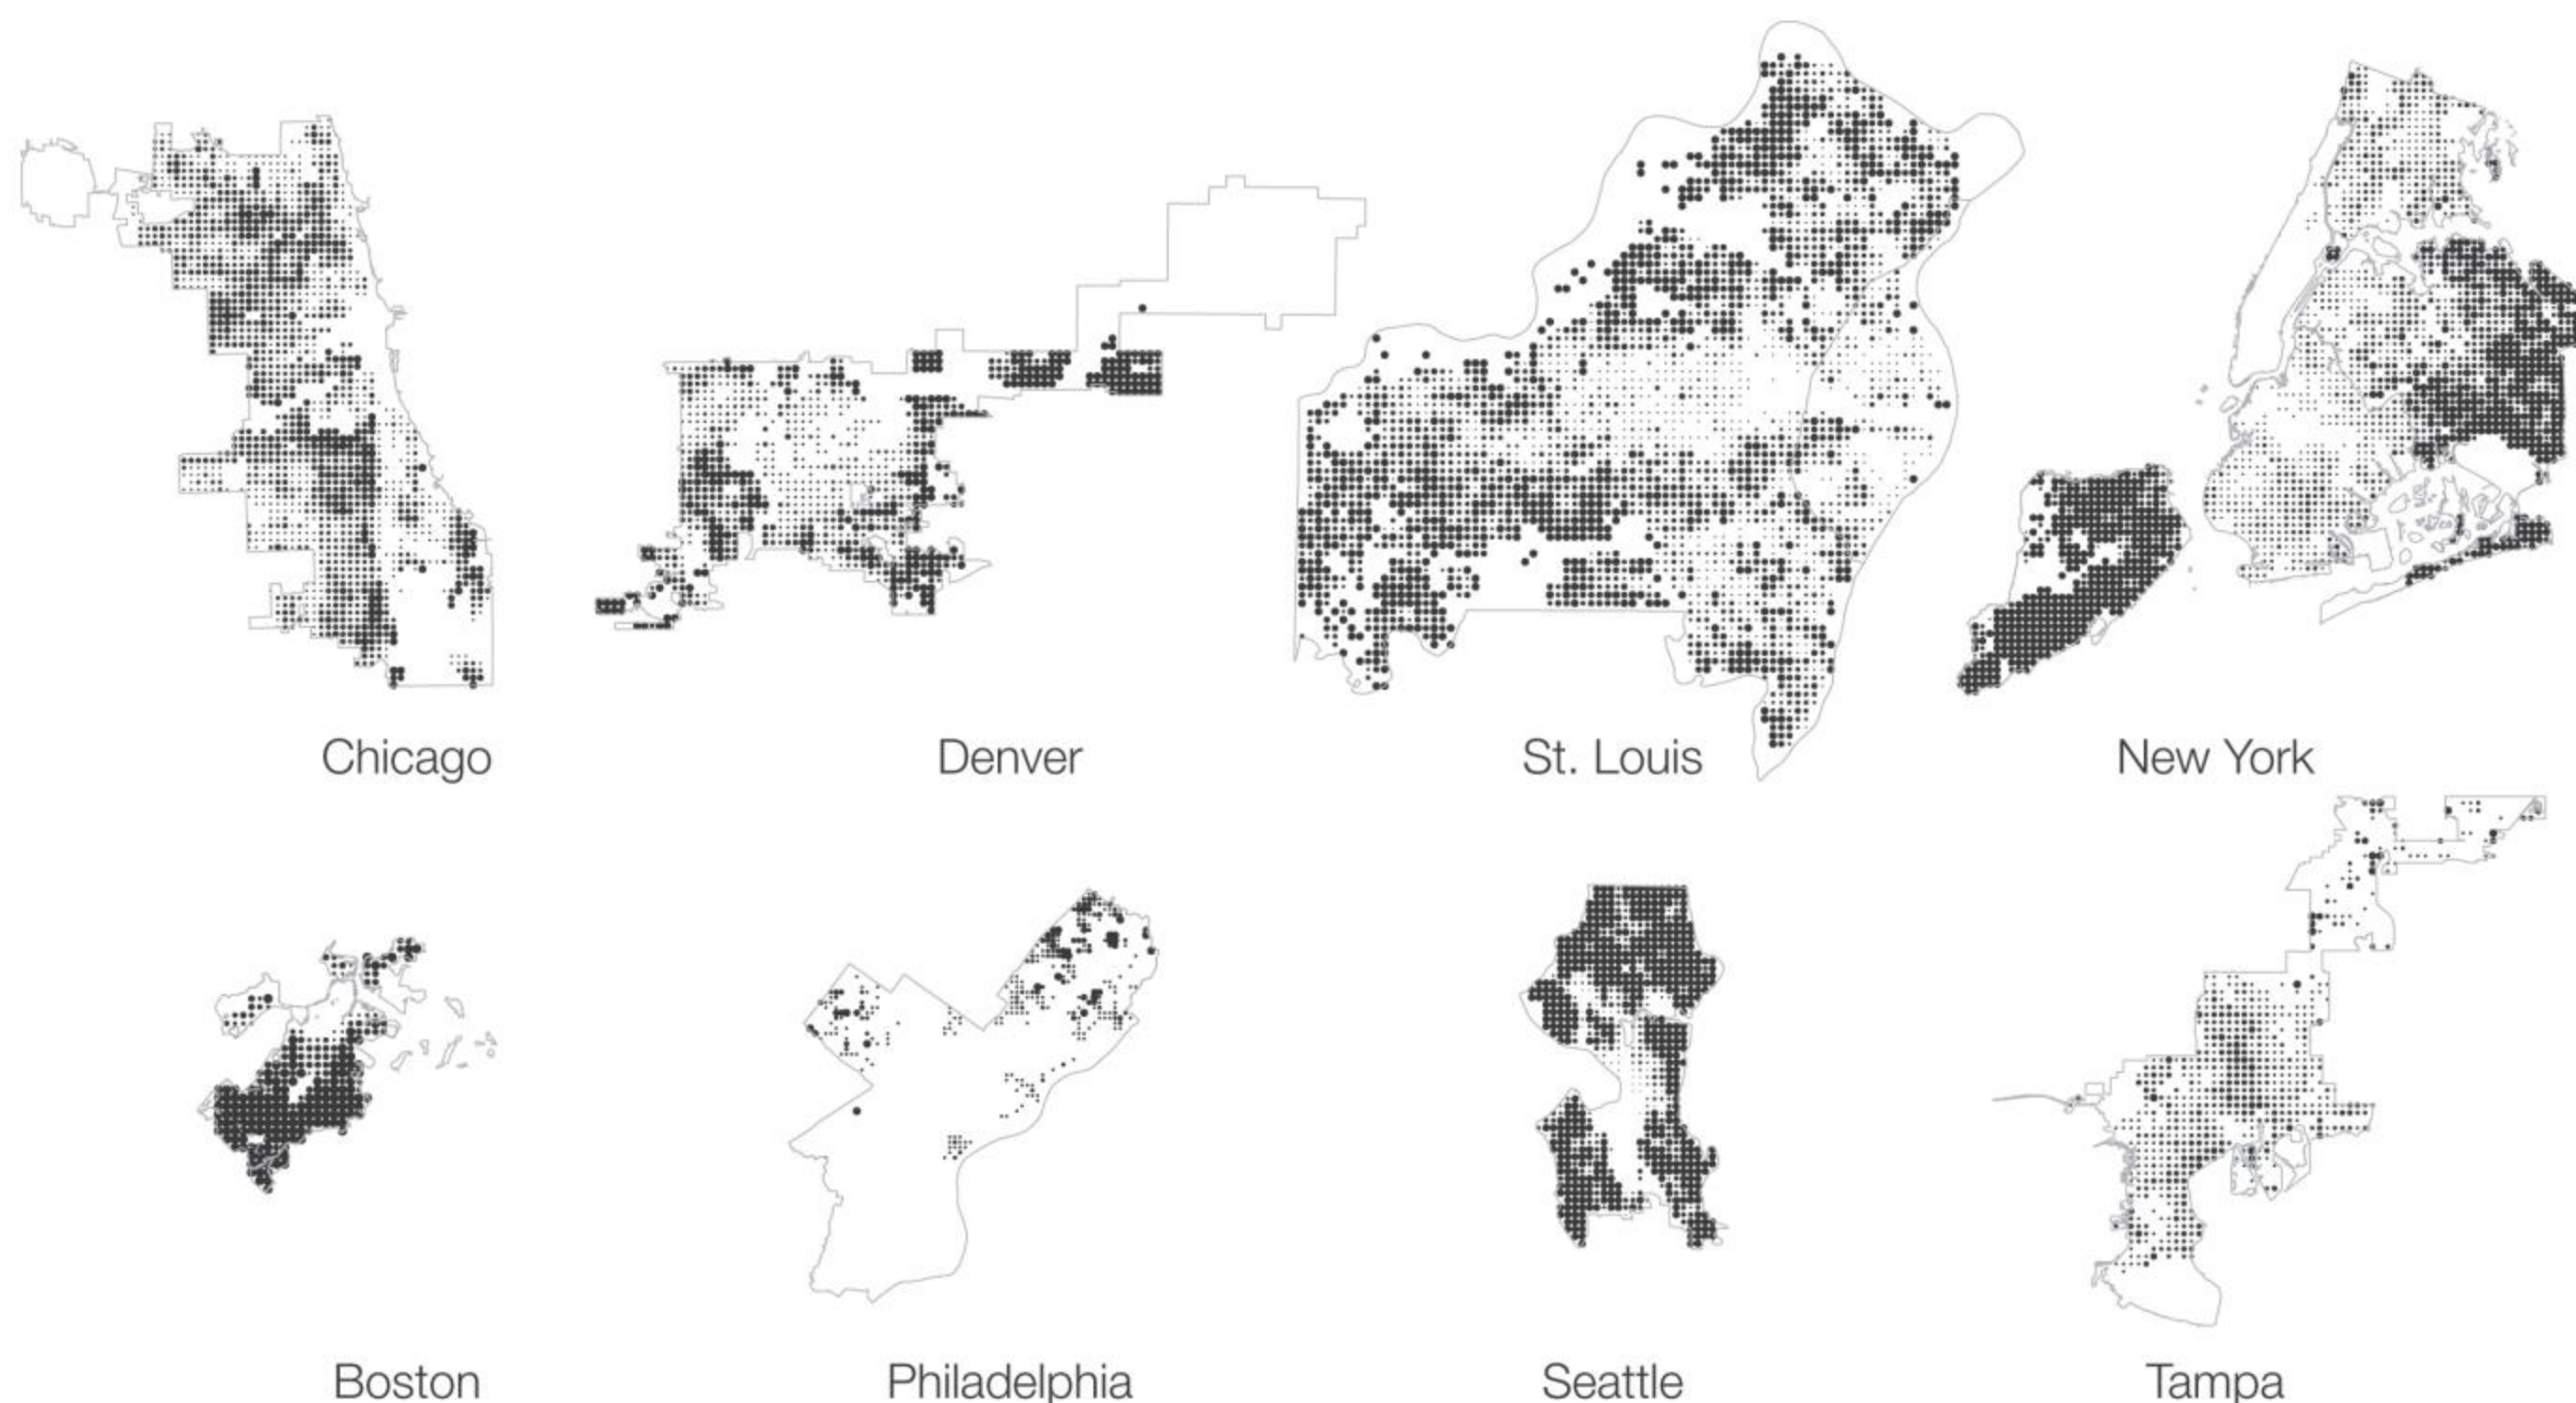 Chicago
Denver
St. Louis
New York
Boston
Philadelphia
Seattle
Tampa